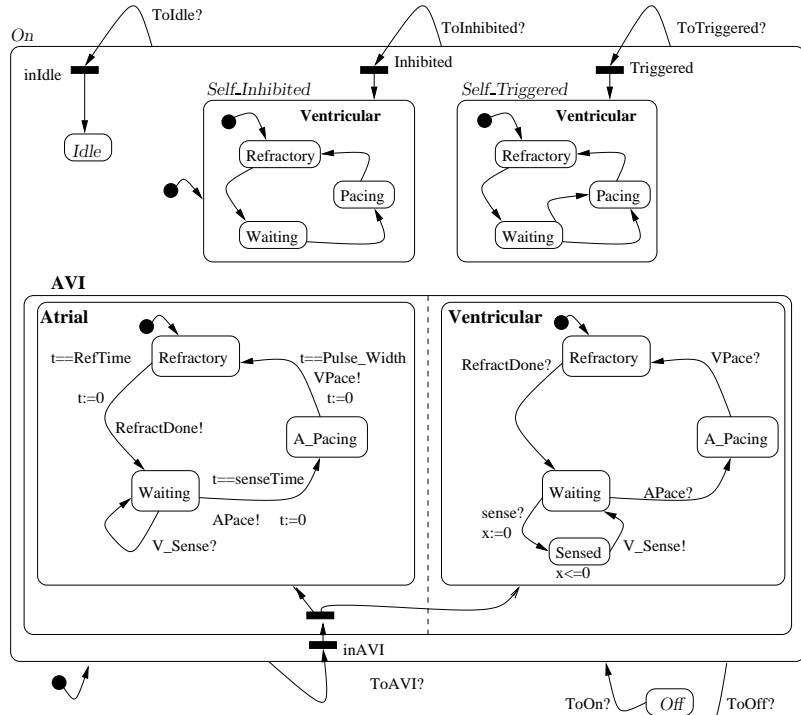 ToIdle?
ToInhibited?
ToTriggered?
On
inIdle
Inhibited
Triggered
Self_Inhibited
Self_Triggered
Ventricular
Ventricular
Idle
Refractory
Refractory
Pacing
Pacing
Waiting
Waiting
AVI
Atrial
Ventricular
t==RefTime
Refractory
t==Pulse_Width
VPace!
t:=0
t:=0
RefractDone!
A_Pacing
Waiting
t==senseTime
APace! t:=0
V_Sense?
Refractory
RefractDone?
VPace?
A_Pacing
Waiting
APace?
sense?
x:=0
Sensed
V_Sense!
x<=0
inAVI
ToAVI?
ToOn?
Off
ToOff?